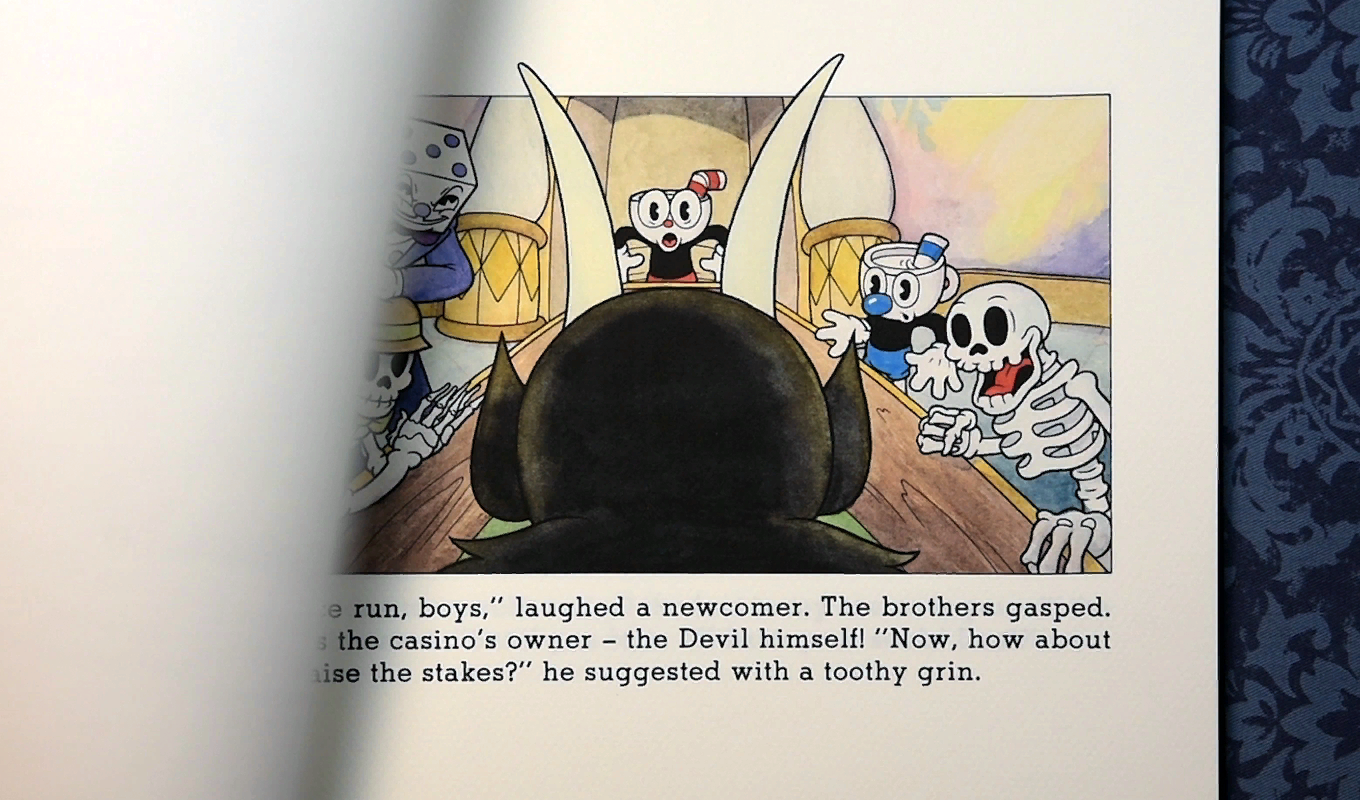 run, boys,” laughed a newcomer. The brothers gasped.
the casino’s owner – the Devil himself! “Now, how about
the stakes?” he suggested with a toothy grin.